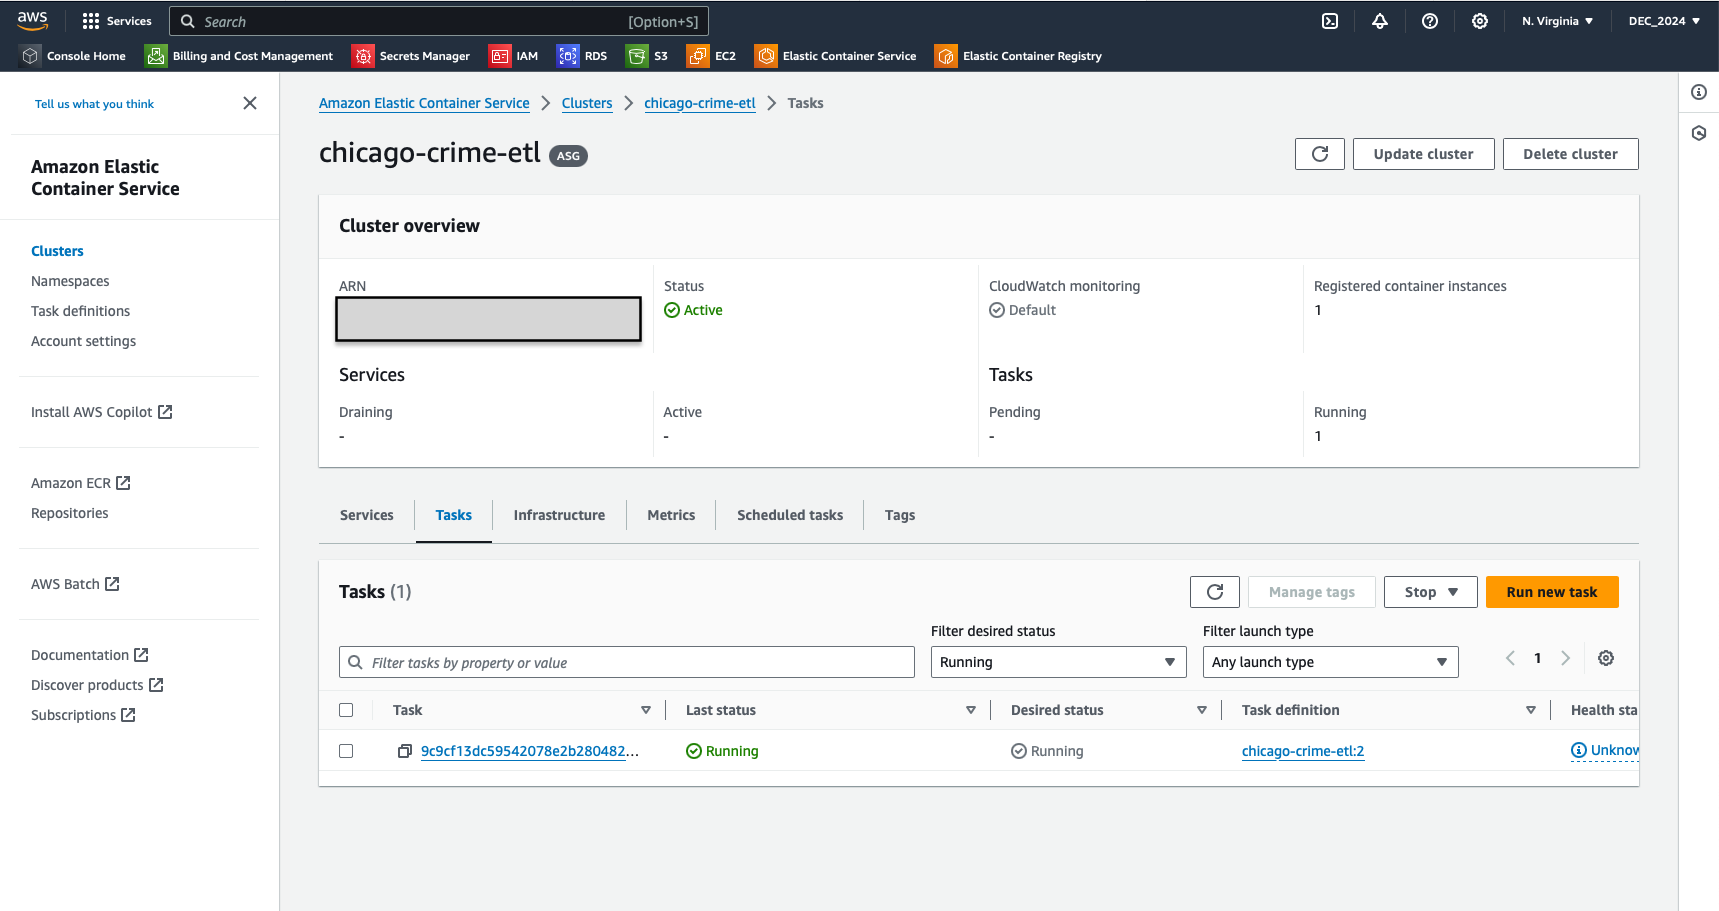 aws
Services
Search
[Option+S]
N. Virginia
DEC_2024
Console Home
Billing and Cost Management
Secrets Manager
IAM
RDS
S3
EC2
Elastic Container Service
Elastic Container Registry
Tell us what you think
Amazon Elastic
Container Service
Clusters
Namespaces
Task definitions
Account settings
Install AWS Copilot
Amazon ECR
Repositories
AWS Batch
Documentation
Discover products
Subscriptions
Amazon Elastic Container Service
Clusters
chicago-crime-etl
Tasks
chicago-crime-etl
ASG
Update cluster
Delete cluster
Cluster overview
ARN
Status
Active
CloudWatch monitoring
Default
Registered container instances
1
Services
Draining
-
Active
-
Tasks
Pending
-
Running
1
Services
Tasks
Infrastructure
Metrics
Scheduled tasks
Tags
Tasks (1)
Manage tags
Stop
Run new task
Filter tasks by property or value
Filter desired status
Running
Filter launch type
Any launch type
1
Task
Last status
Desired status
Task definition
Health sta
9c9cf13dc59542078e2b280482...
Running
Running
chicago-crime-etl:2
Unknow